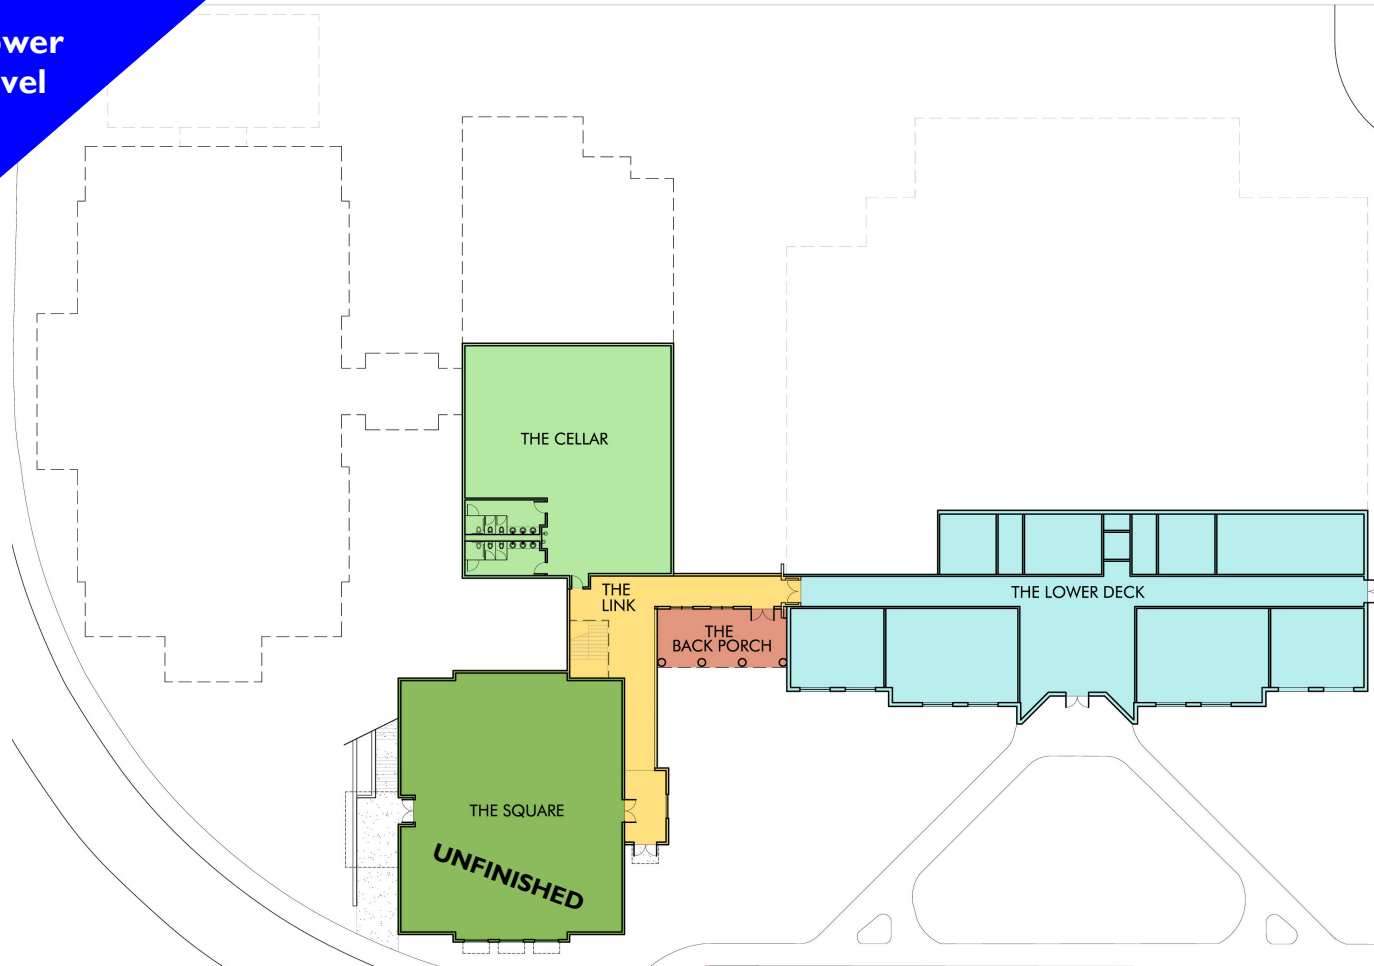 wer
vel
THE CELLAR
THE
LINK
THE LOWER DECK
THE
BACK PORCH
THE SQUARE
UNFINISHED